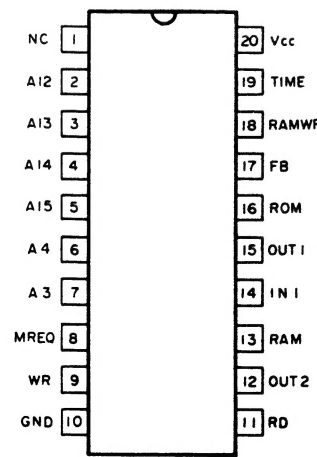 NC 1 20 Vcc
A12 2 19 TIME
A13 3 18 RAMWR
A14 4 17 FB
A15 5 16 ROM
A4 6 15 OUT1
A3 7 14 IN1
MREQ 8 13 RAM
WR 9 12 OUT2
GND 10 11 RD